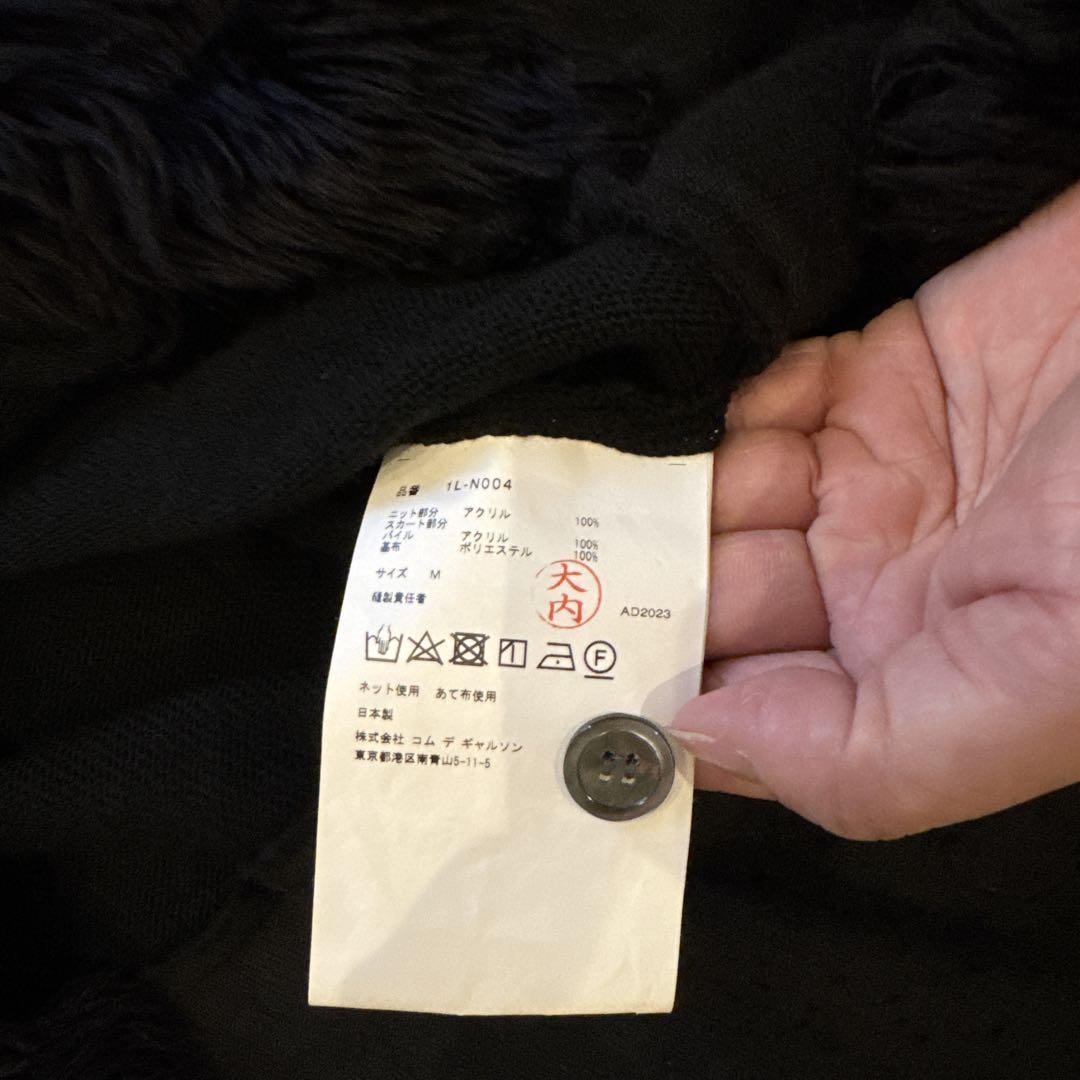 品番 1L-N004
ニット部分 アクリル
スカート部分 100%
パイル アクリル 100%
基布 ポリエステル 100%
サイズ M
縫製責任者 大内 AD2023
F
ネット使用 あて布使用
日本製
株式会社 コム デ ギャルソン
東京都港区南青山5-11-5